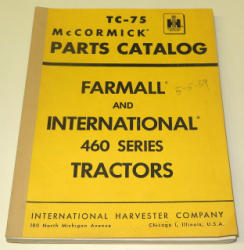 TC-75
McCORMICK®
PARTS CATALOG
FARMALL®
AND
5-5-59
INTERNATIONAL®
460 SERIES
TRACTORS
INTERNATIONAL HARVESTER COMPANY
180 North Michigan Avenue Chicago 1, Illinois, U.S.A.